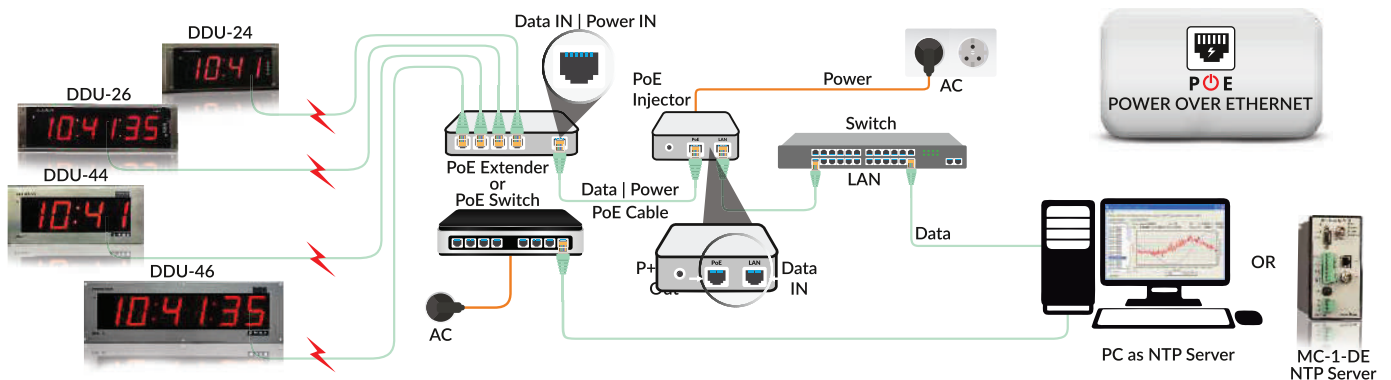 DDU-24
10:41
DDU-26
10:41:35
DDU-44
10:41
DDU-46
10:41:35
Data IN | Power IN
PoE Extender
or
PoE Switch
AC
Data | Power
PoE Cable
PoE
Injector
PoE
LAN
Power
AC
Switch
LAN
P+
Out
PoE
LAN
Data
IN
Data
POE
POWER OVER ETHERNET
PC as NTP Server
OR
MC-1-DE
NTP Server